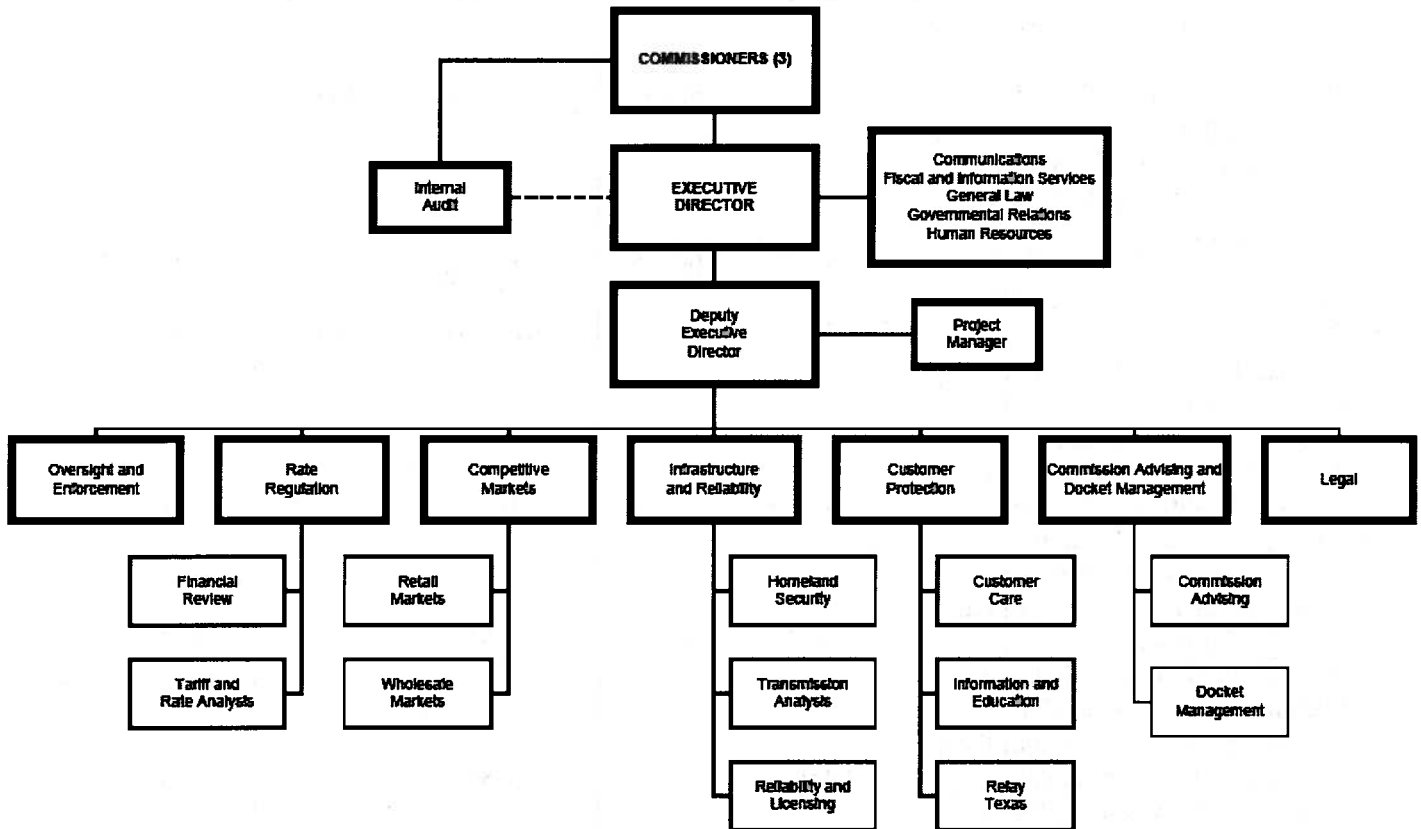 COMMISSIONERS (3)
Internal
Audit
EXECUTIVE
DIRECTOR
Communications
Fiscal and Information Services
General Law
Governmental Relations
Human Resources
Deputy
Executive
Director
Project
Manager
Oversight and
Enforcement
Rate
Regulation
Competitive
Markets
Infrastructure
and Reliability
Customer
Protection
Commission Advising and
Docket Management
Legal
Financial
Review
Tariff and
Rate Analysis
Retail
Markets
Wholesale
Markets
Homeland
Security
Transmission
Analysis
Reliability and
Licensing
Customer
Care
Information and
Education
Relay
Texas
Commission
Advising
Docket
Management